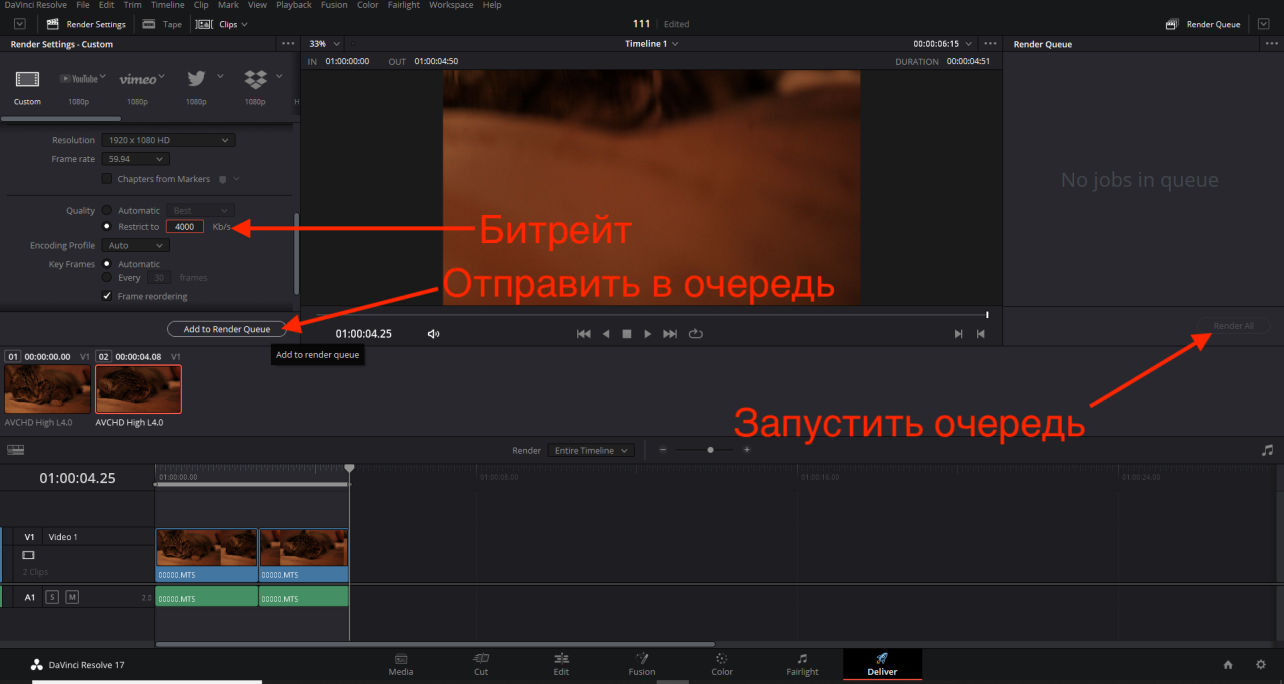 DaVinci Resolve File Edit Trim Timeline Clip Mark View Playback Fusion Color Fairlight Workspace Help
Render Settings Tape Clips 111 Edited Render Queue
Render Settings - Custom 33% Timeline 1 00:00:06:15 Render Queue
IN 01:00:00:00 OUT 01:00:04:50 DURATION 00:00:04:51
YouTube vimeo
Custom 1080p 1080p 1080p 1080p H
Resolution 1920 x 1080 HD
Frame rate 59.94
Chapters from Markers
No jobs in queue
Quality Automatic Best
Restrict to 4000 Kb/s
Битрейт
Encoding Profile Auto
Key Frames Automatic
Every 30 frames
Отправить в очередь
Frame reordering
Add to Render Queue
01:00:04.25
Render All
Add to render queue
01 00:00:00.00 V1 02 00:00:04.08 V1
AVCHD High L4.0 AVCHD High L4.0
Запустить очередь
Render Entire Timeline
01:00:04.25 01:00:00.00 01:00:08.00 01:00:16.00 01:00:24.00
V1 Video 1
2 Clips
00000.MTS 00000.MTS
A1 S M 2.0 00000.MTS 00000.MTS
DaVinci Resolve 17 Media Cut Edit Fusion Color Fairlight Deliver